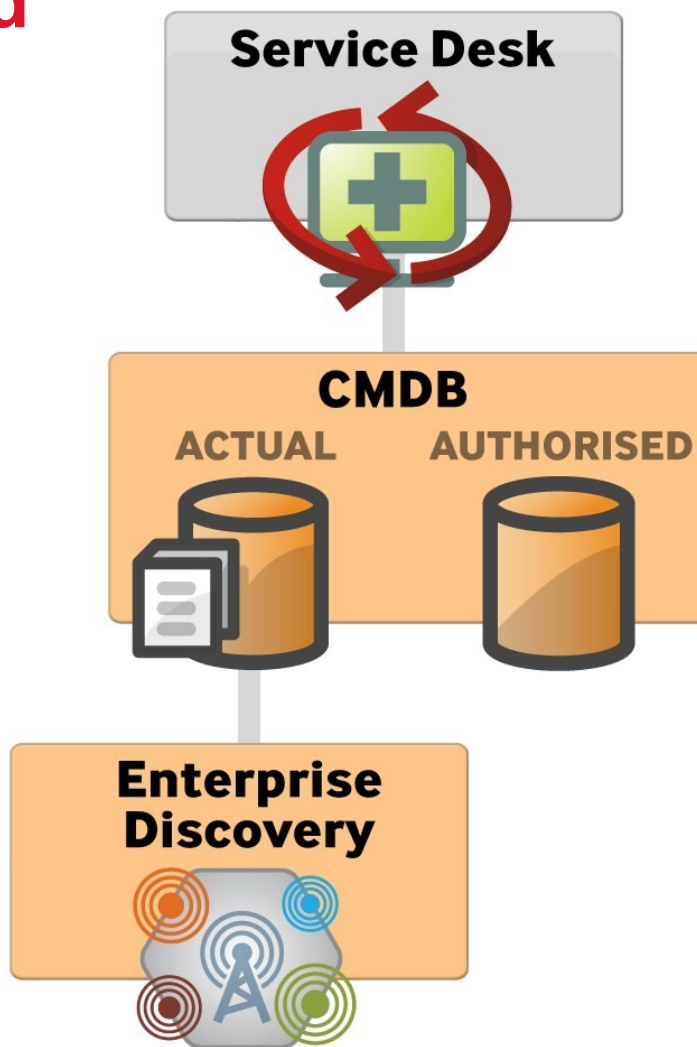 Service Desk
CMDB
ACTUAL AUTHORISED
Enterprise
Discovery